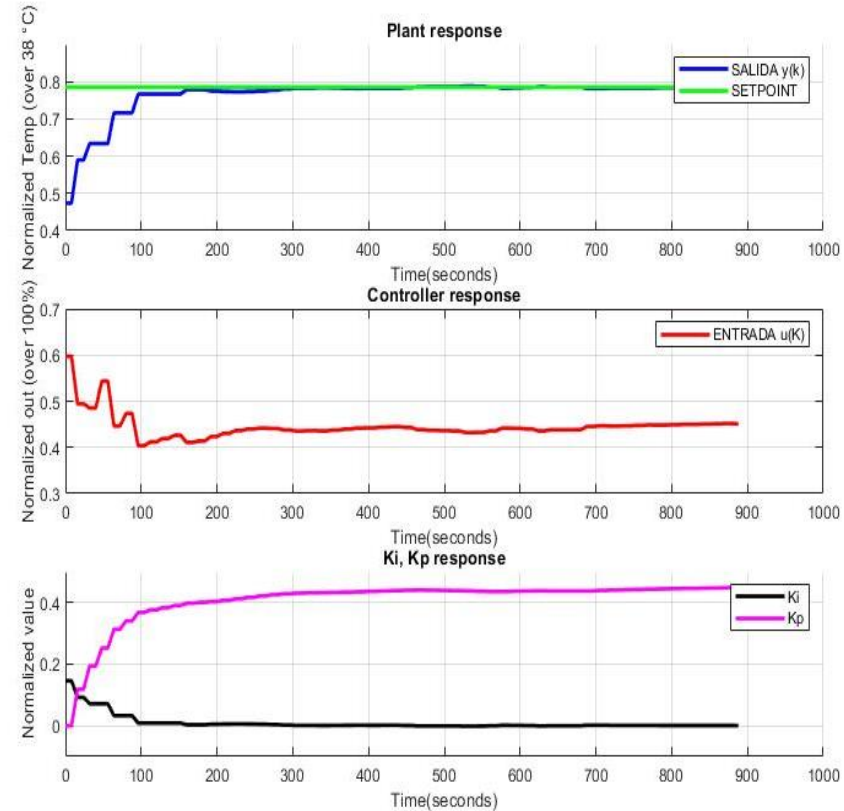 Plant response
Normalized Temp (over 38 °C)
0.8
0.7
0.6
0.5
0.4
SALIDA y(k)
SETPOINT
0 100 200 300 400 500 600 700 800 900 1000
Time(seconds)
Controller response
Normalized out (over 100%)
0.7
0.6
0.5
0.4
0.3
ENTRADA u(K)
0 100 200 300 400 500 600 700 800 900 1000
Time(seconds)
Ki, Kp response
Normalized value
0.4
0.2
0
Ki
Kp
0 100 200 300 400 500 600 700 800 900 1000
Time(seconds)